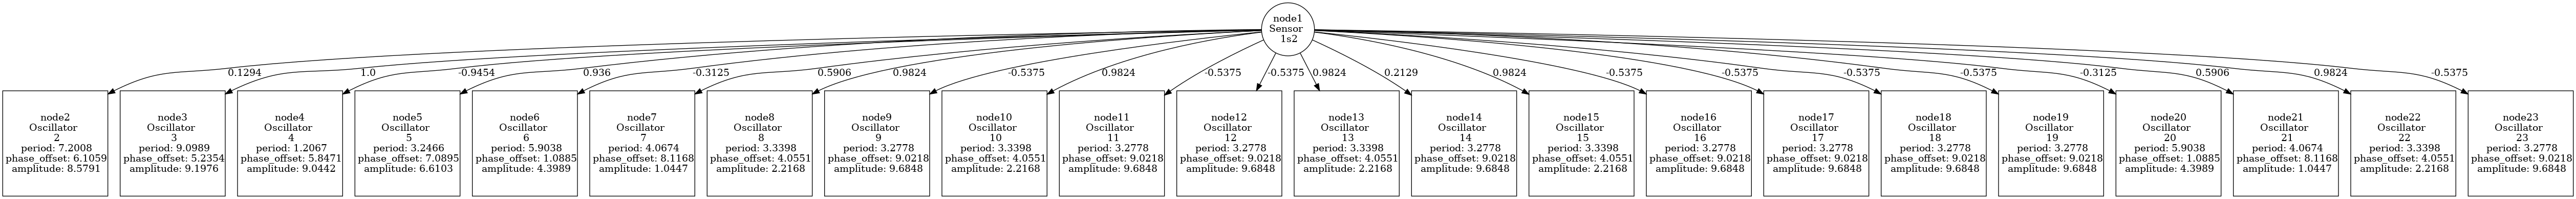 node1
Sensor
1s2
0.1294
1.0
-0.9454
0.936
-0.3125
0.5906
0.9824
-0.5375
0.9824
-0.5375
-0.5375
0.9824
0.2129
0.9824
-0.5375
-0.5375
-0.5375
-0.5375
-0.3125
0.5906
0.9824
-0.5375
node2
Oscillator
2
period: 7.2008
phase_offset: 6.1059
amplitude: 8.5791
node3
Oscillator
3
period: 9.0989
phase_offset: 5.2354
amplitude: 9.1976
node4
Oscillator
4
period: 1.2067
phase_offset: 5.8471
amplitude: 9.0442
node5
Oscillator
5
period: 3.2466
phase_offset: 7.0895
amplitude: 6.6103
node6
Oscillator
6
period: 5.9038
phase_offset: 1.0885
amplitude: 4.3989
node7
Oscillator
7
period: 4.0674
phase_offset: 8.1168
amplitude: 1.0447
node8
Oscillator
8
period: 3.3398
phase_offset: 4.0551
amplitude: 2.2168
node9
Oscillator
9
period: 3.2778
phase_offset: 9.0218
amplitude: 9.6848
node10
Oscillator
10
period: 3.3398
phase_offset: 4.0551
amplitude: 2.2168
node11
Oscillator
11
period: 3.2778
phase_offset: 9.0218
amplitude: 9.6848
node12
Oscillator
12
period: 3.2778
phase_offset: 9.0218
amplitude: 9.6848
node13
Oscillator
13
period: 3.3398
phase_offset: 4.0551
amplitude: 2.2168
node14
Oscillator
14
period: 3.2778
phase_offset: 9.0218
amplitude: 9.6848
node15
Oscillator
15
period: 3.3398
phase_offset: 4.0551
amplitude: 2.2168
node16
Oscillator
16
period: 3.2778
phase_offset: 9.0218
amplitude: 9.6848
node17
Oscillator
17
period: 3.2778
phase_offset: 9.0218
amplitude: 9.6848
node18
Oscillator
18
period: 3.2778
phase_offset: 9.0218
amplitude: 9.6848
node19
Oscillator
19
period: 3.2778
phase_offset: 9.0218
amplitude: 9.6848
node20
Oscillator
20
period: 5.9038
phase_offset: 1.0885
amplitude: 4.3989
node21
Oscillator
21
period: 4.0674
phase_offset: 8.1168
amplitude: 1.0447
node22
Oscillator
22
period: 3.3398
phase_offset: 4.0551
amplitude: 2.2168
node23
Oscillator
23
period: 3.2778
phase_offset: 9.0218
amplitude: 9.6848